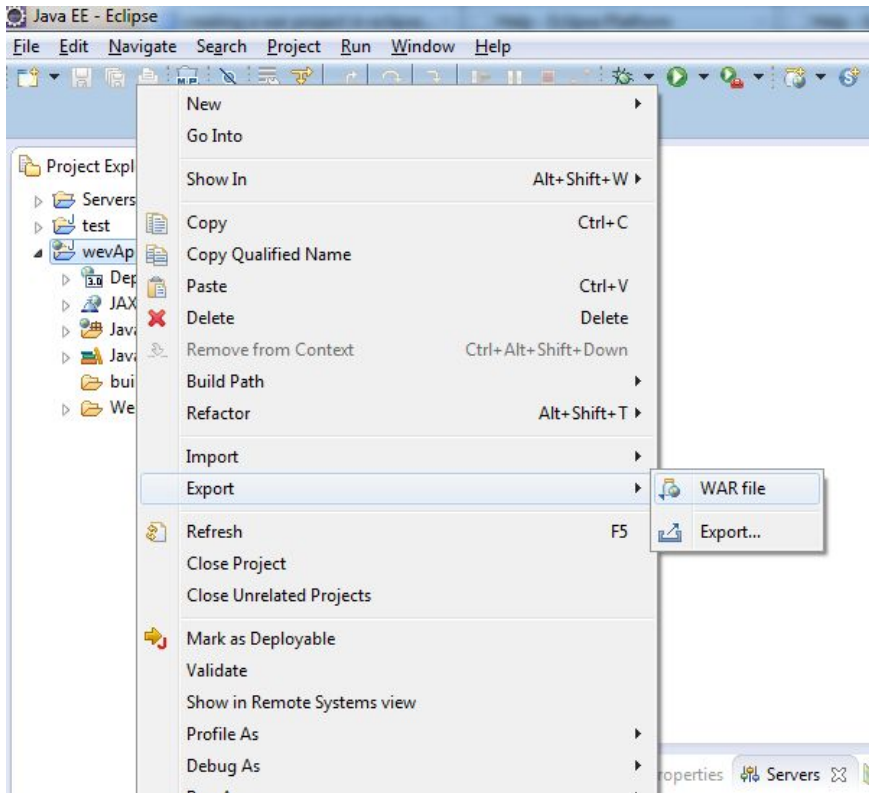 Java EE - Eclipse
File Edit Navigate Search Project Run Window Help
New
Go Into
Project Expl
Show In Alt+Shift+W
Servers
test
Copy Ctrl+C
wevAp
Copy Qualified Name
3.0 Dep
Paste Ctrl+V
JAX
Delete Delete
Java
Remove from Context Ctrl+Alt+Shift+Down
Java
bui
Build Path
We
Refactor Alt+Shift+T
Import
Export
WAR file
Refresh F5
Export...
Close Project
Close Unrelated Projects
Mark as Deployable
Validate
Show in Remote Systems view
Profile As
Debug As
roperties Servers